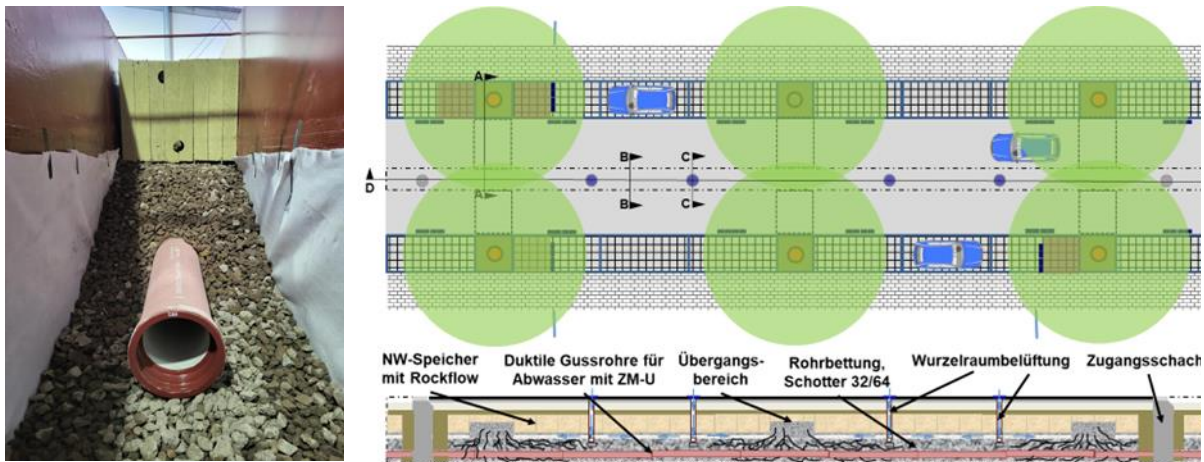 A
A
B
B
C
C
D
NW-Speicher
mit Rockflow
Duktile Gussrohre für
Abwasser mit ZM-U
Übergangs-
bereich
Rohrbettung,
Schotter 32/64
Wurzelraumbelüftung
Zugangsschach